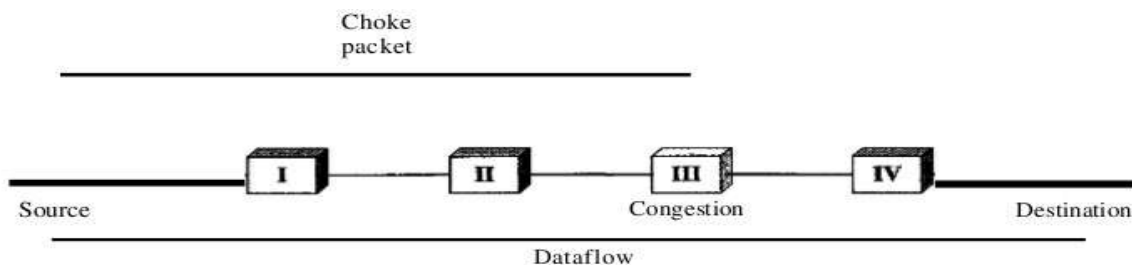 Choke
packet
I II III IV
Source Congestion Destination
Dataflow